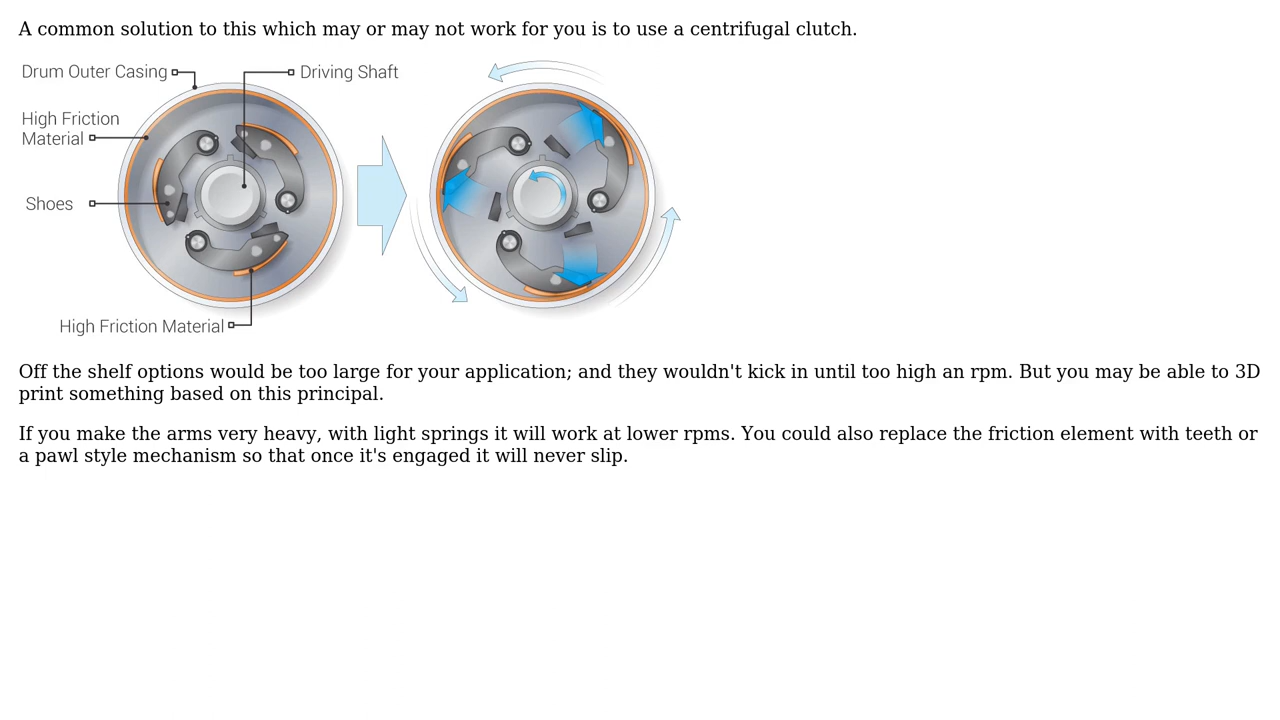 A common solution to this which may or may not work for you is to use a centrifugal clutch.
Drum Outer Casing
Driving Shaft
High Friction
Material
Shoes
High Friction Material
Off the shelf options would be too large for your application; and they wouldn't kick in until too high an rpm. But you may be able to 3D
print something based on this principal.
If you make the arms very heavy, with light springs it will work at lower rpms. You could also replace the friction element with teeth or
a pawl style mechanism so that once it's engaged it will never slip.